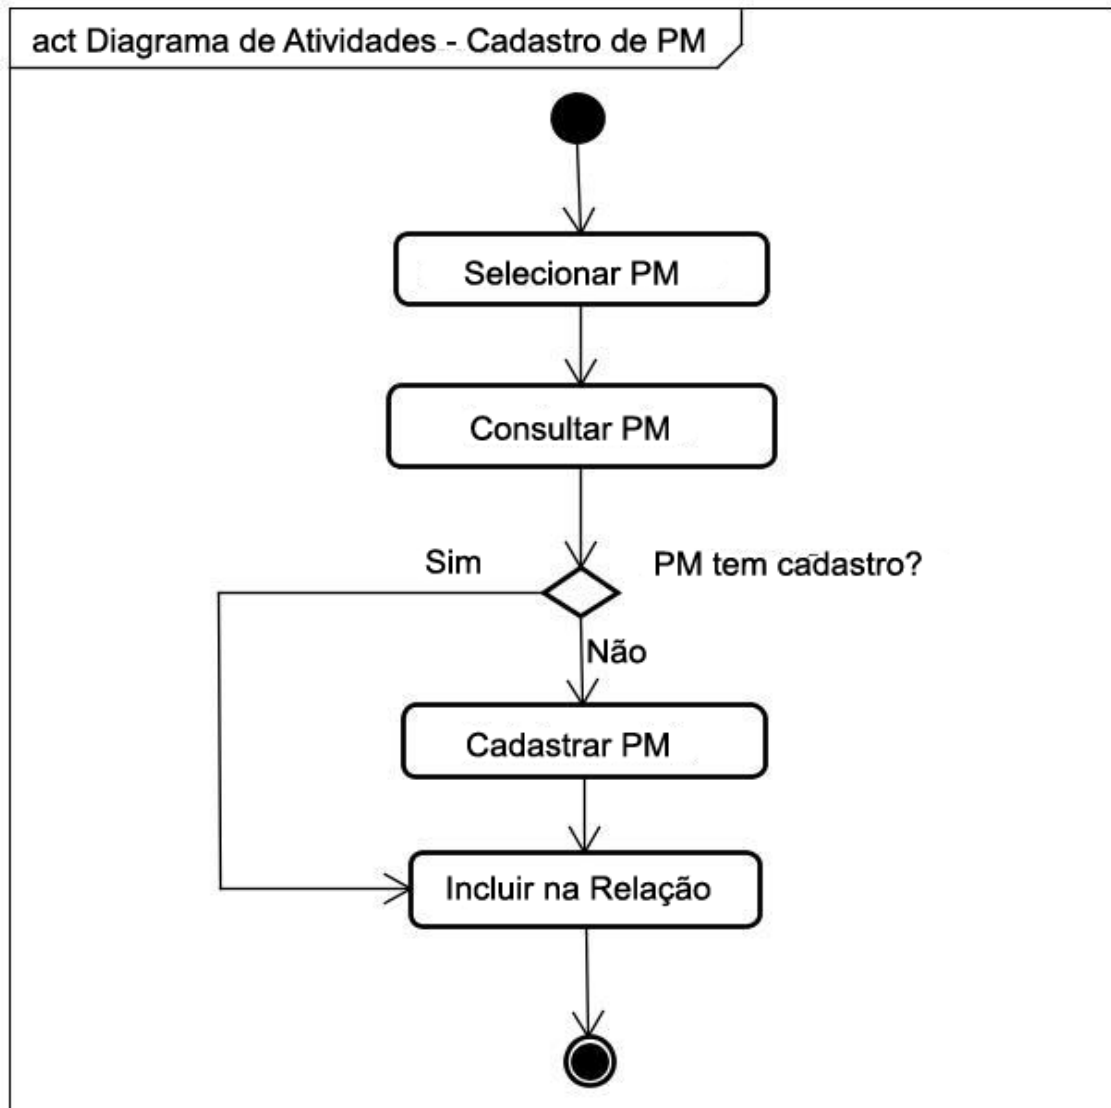 act Diagrama de Atividades - Cadastro de PM
Selecionar PM
Consultar PM
Sim
PM tem cadastro?
Não
Cadastrar PM
Incluir na Relação